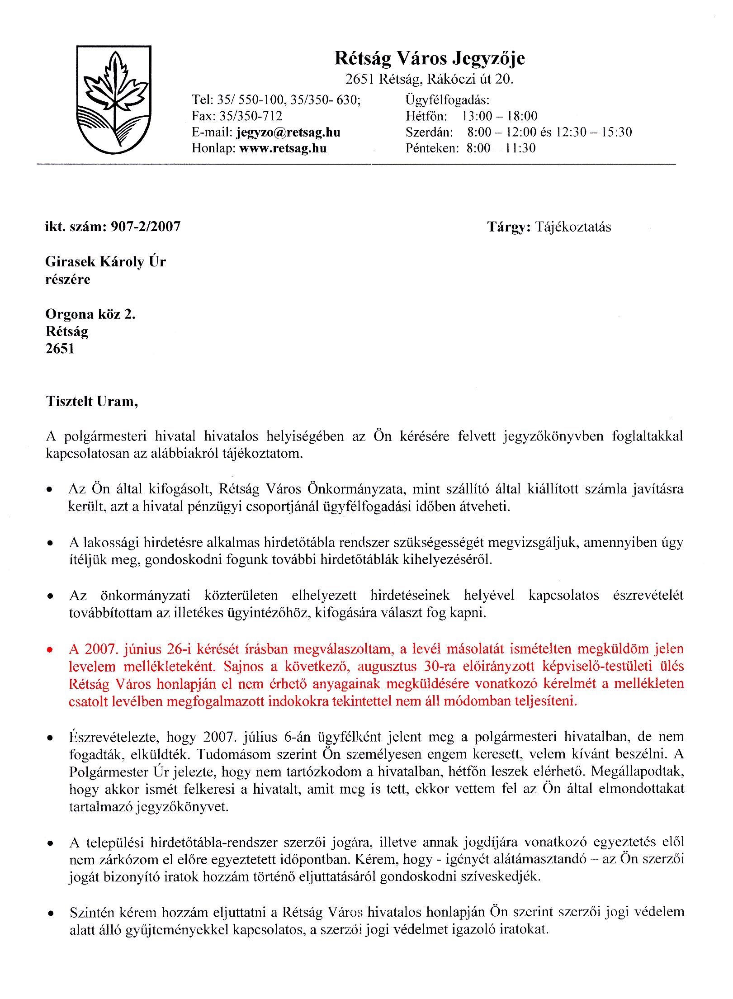 Rétság Város Jegyzője
2651 Rétság, Rákóczi út 20.
Tel: 35/ 550-100, 35/350- 630;
Fax: 35/350-712
E-mail: jegyzo@retsag.hu
Honlap: www.retsag.hu
Ügyfélfogadás:
Hétfőn: 13:00 – 18:00
Szerdán: 8:00 – 12:00 és 12:30 – 15:30
Pénteken: 8:00 – 11:30
ikt. szám: 907-2/2007 Tárgy: Tájékoztatás
Girasek Károly Úr
részére
Orgona köz 2.
Rétság
2651
Tisztelt Uram,
A polgármesteri hivatal hivatalos helyiségében az Ön kérésére felvett jegyzőkönyvben foglaltakkal
kapcsolatosan az alábbiakról tájékoztatom.
• Az Ön által kifogásolt, Rétság Város Önkormányzata, mint szállító által kiállított számla javításra
került, azt a hivatal pénzügyi csoportjánál ügyfélfogadási időben átveheti.
• A lakossági hirdetésre alkalmas hirdetőtábla rendszer szükségességét megvizsgáljuk, amennyiben úgy
ítéljük meg, gondoskodni fogunk további hirdetőtáblák kihelyezéséről.
• Az önkormányzati közterületen elhelyezett hirdetéseinek helyével kapcsolatos észrevételét
továbbítottam az illetékes ügyintézőhöz, kifogására választ fog kapni.
• A 2007. június 26-i kérését írásban megválaszoltam, a levél másolatát ismételten megküldöm jelen
levelem mellékleteként. Sajnos a következő, augusztus 30-ra előirányzott képviselő-testületi ülés
Rétság Város honlapján el nem érhető anyagainak megküldésére vonatkozó kérelmét a mellékleten
csatolt levélben megfogalmazott indokokra tekintettel nem áll módomban teljesíteni.
• Észrevételezte, hogy 2007. július 6-án ügyfélként jelent meg a polgármesteri hivatalban, de nem
fogadták, elküldték. Tudomásom szerint Ön személyesen engem keresett, velem kívánt beszélni. A
Polgármester Úr jelezte, hogy nem tartózkodom a hivatalban, hétfőn leszek elérhető. Megállapodtak,
hogy akkor ismét felkeresi a hivatalt, amit meg is tett, ekkor vettem fel az Ön által elmondottakat
tartalmazó jegyzőkönyvet.
• A települési hirdetőtábla-rendszer szerzői jogára, illetve annak jogdíjára vonatkozó egyeztetés elől
nem zárkózom el előre egyeztetett időpontban. Kérem, hogy - igényét alátámasztandó – az Ön szerzői
jogát bizonyító iratok hozzám történő eljuttatásáról gondoskodni szíveskedjék.
• Szintén kérem hozzám eljuttatni a Rétság Város hivatalos honlapján Ön szerint szerzői jogi védelem
alatt álló gyűjteményekkel kapcsolatos, a szerzői jogi védelmet igazoló iratokat.